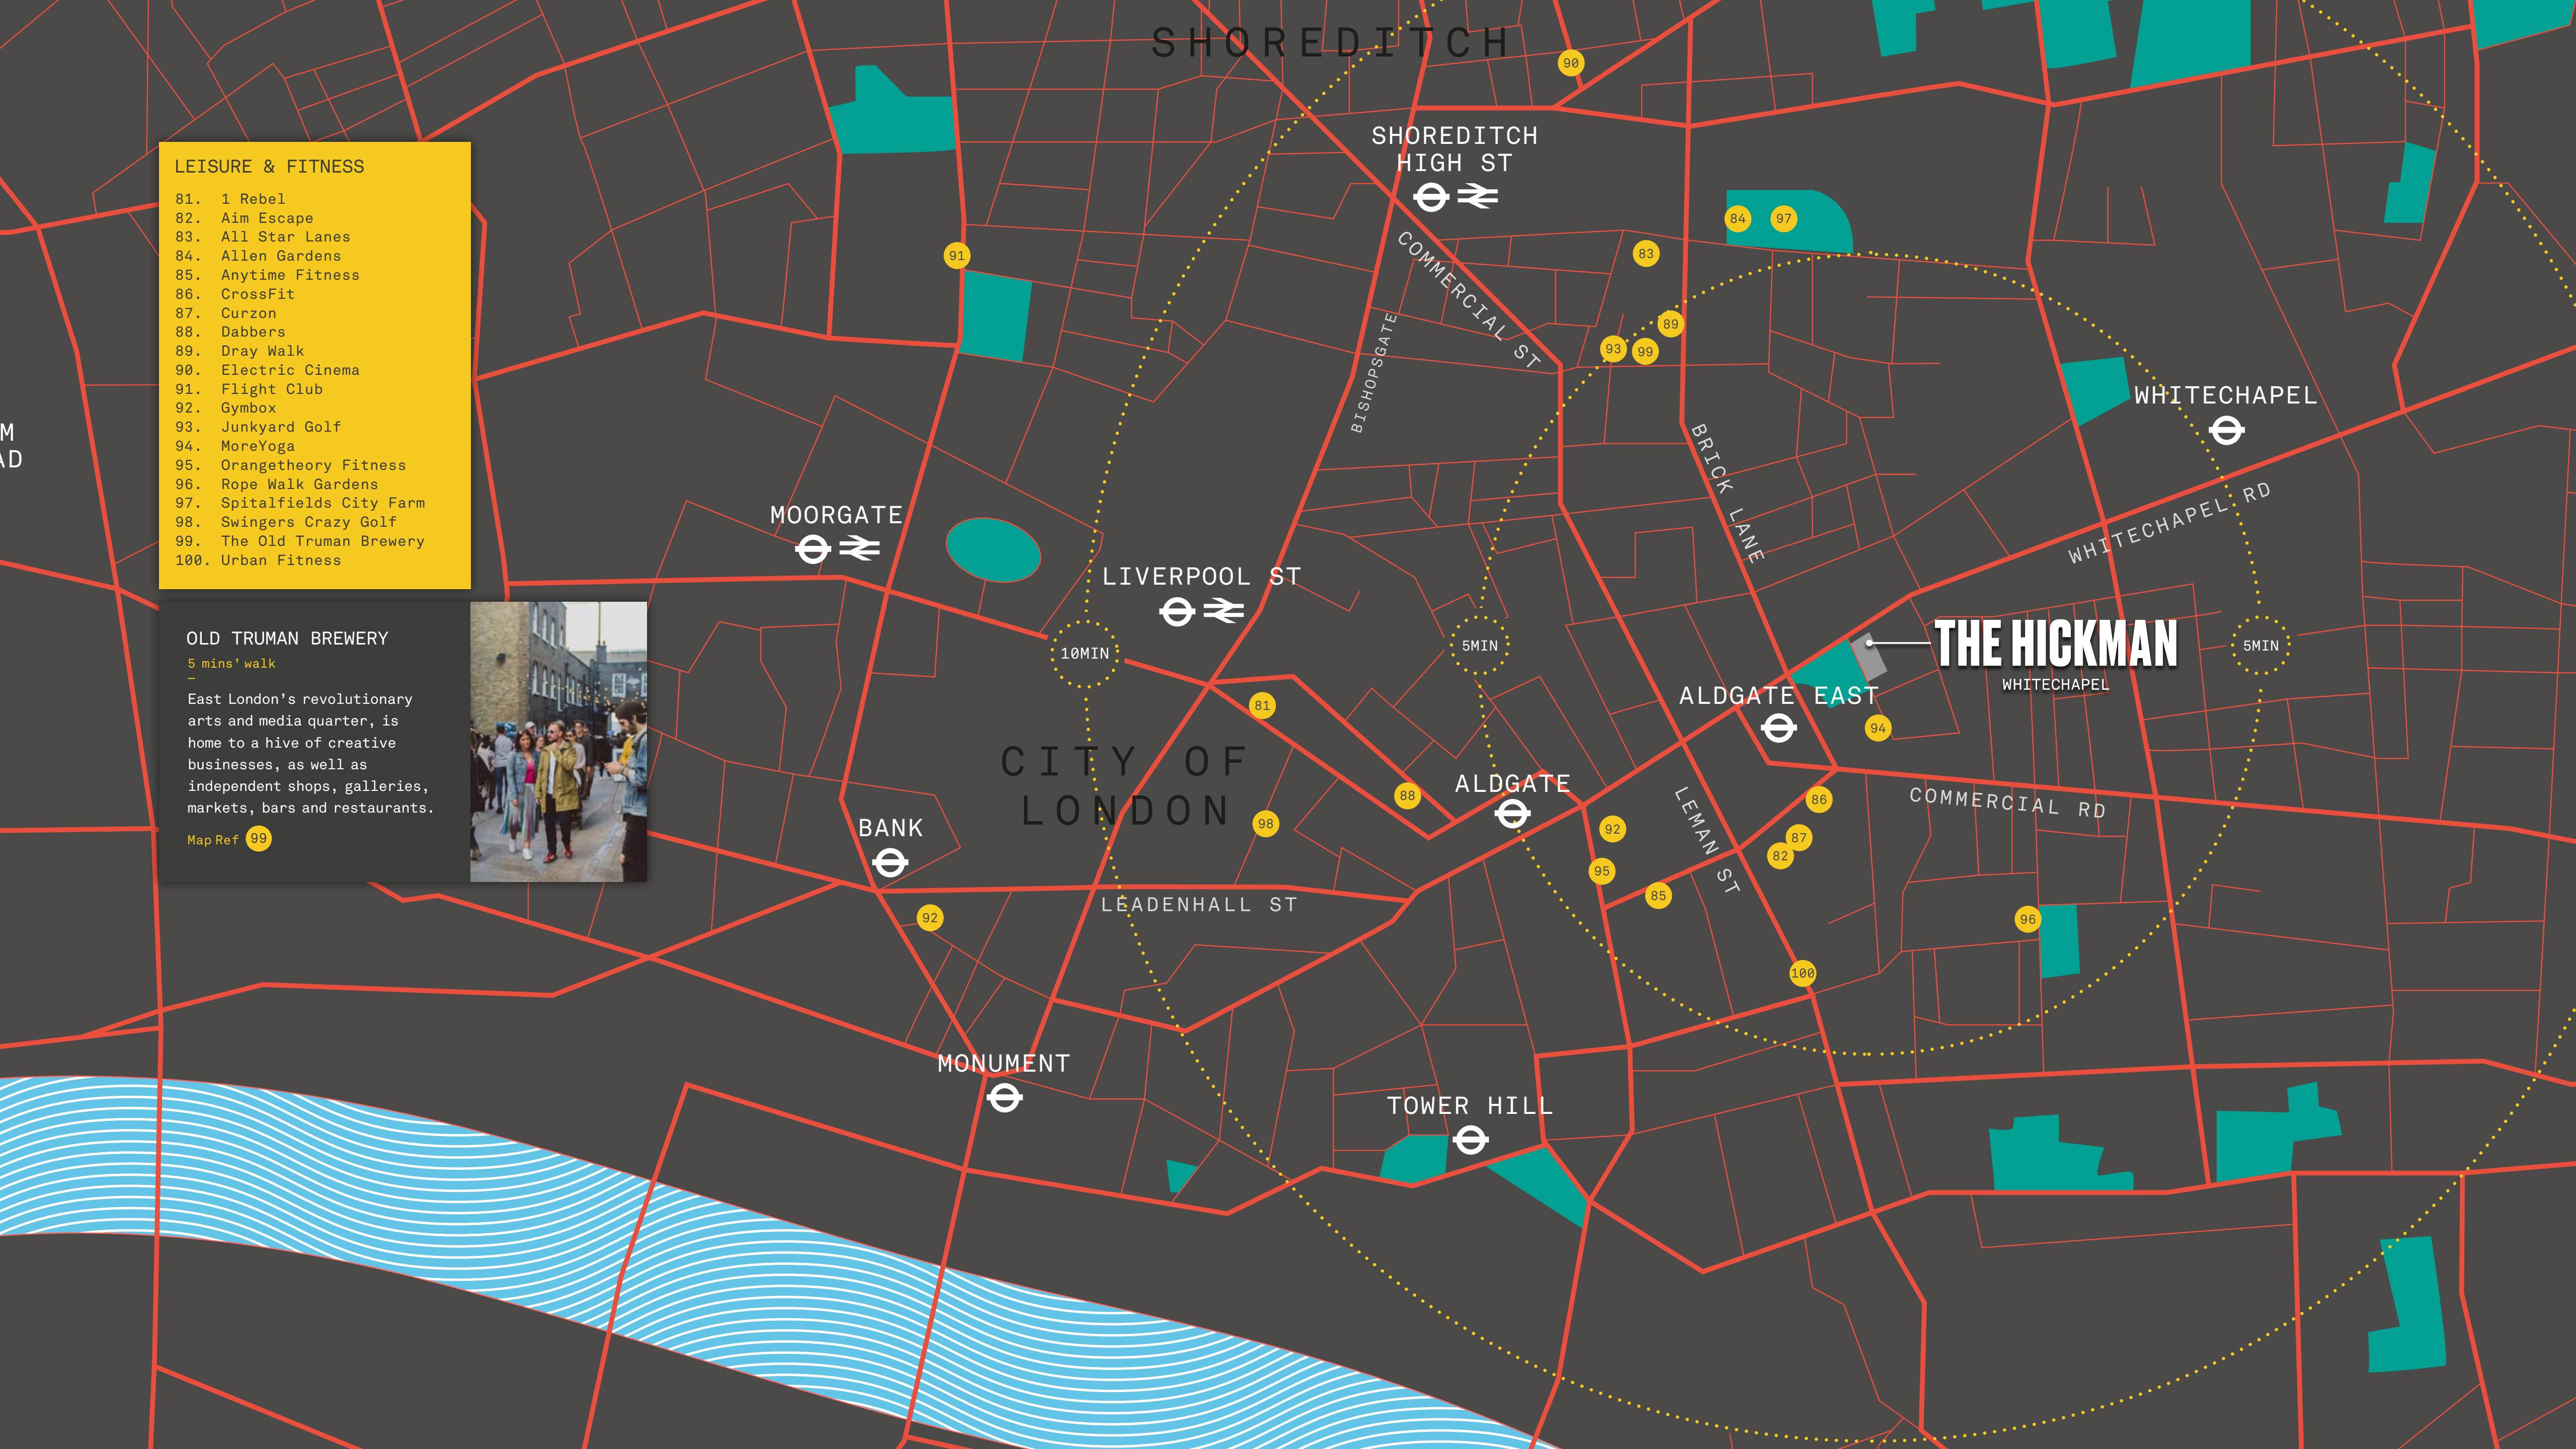 SHOREDITCH
90
SHOREDITCH
HIGH ST
LEISURE & FITNESS
81. 1 Rebel
82. Aim Escape
83. All Star Lanes
84. Allen Gardens
85. Anytime Fitness
86. CrossFit
87. Curzon
88. Dabbers
89. Dray Walk
90. Electric Cinema
91. Flight Club
92. Gymbox
93. Junkyard Golf
94. MoreYoga
95. Orangetheory Fitness
96. Rope Walk Gardens
97. Spitalfields City Farm
98. Swingers Crazy Golf
99. The Old Truman Brewery
100. Urban Fitness
84
97
83
91
COMMERCIAL ST
89
93
99
BISHOPSGATE
WHITECHAPEL
M
AD
BRICK LANE
WHITECHAPEL RD
MOORGATE
LIVERPOOL ST
10MIN
5MIN
THE HICKMAN
WHITECHAPEL
5MIN
OLD TRUMAN BREWERY
5 mins' walk
–
East London's revolutionary
arts and media quarter, is
home to a hive of creative
businesses, as well as
independent shops, galleries,
markets, bars and restaurants.
Map Ref 99
ALDGATE EAST
81
94
CITY OF
LONDON
ALDGATE
88
86
COMMERCIAL RD
98
BANK
92
LEMAN ST
87
82
95
85
LEADENHALL ST
92
96
100
MONUMENT
TOWER HILL